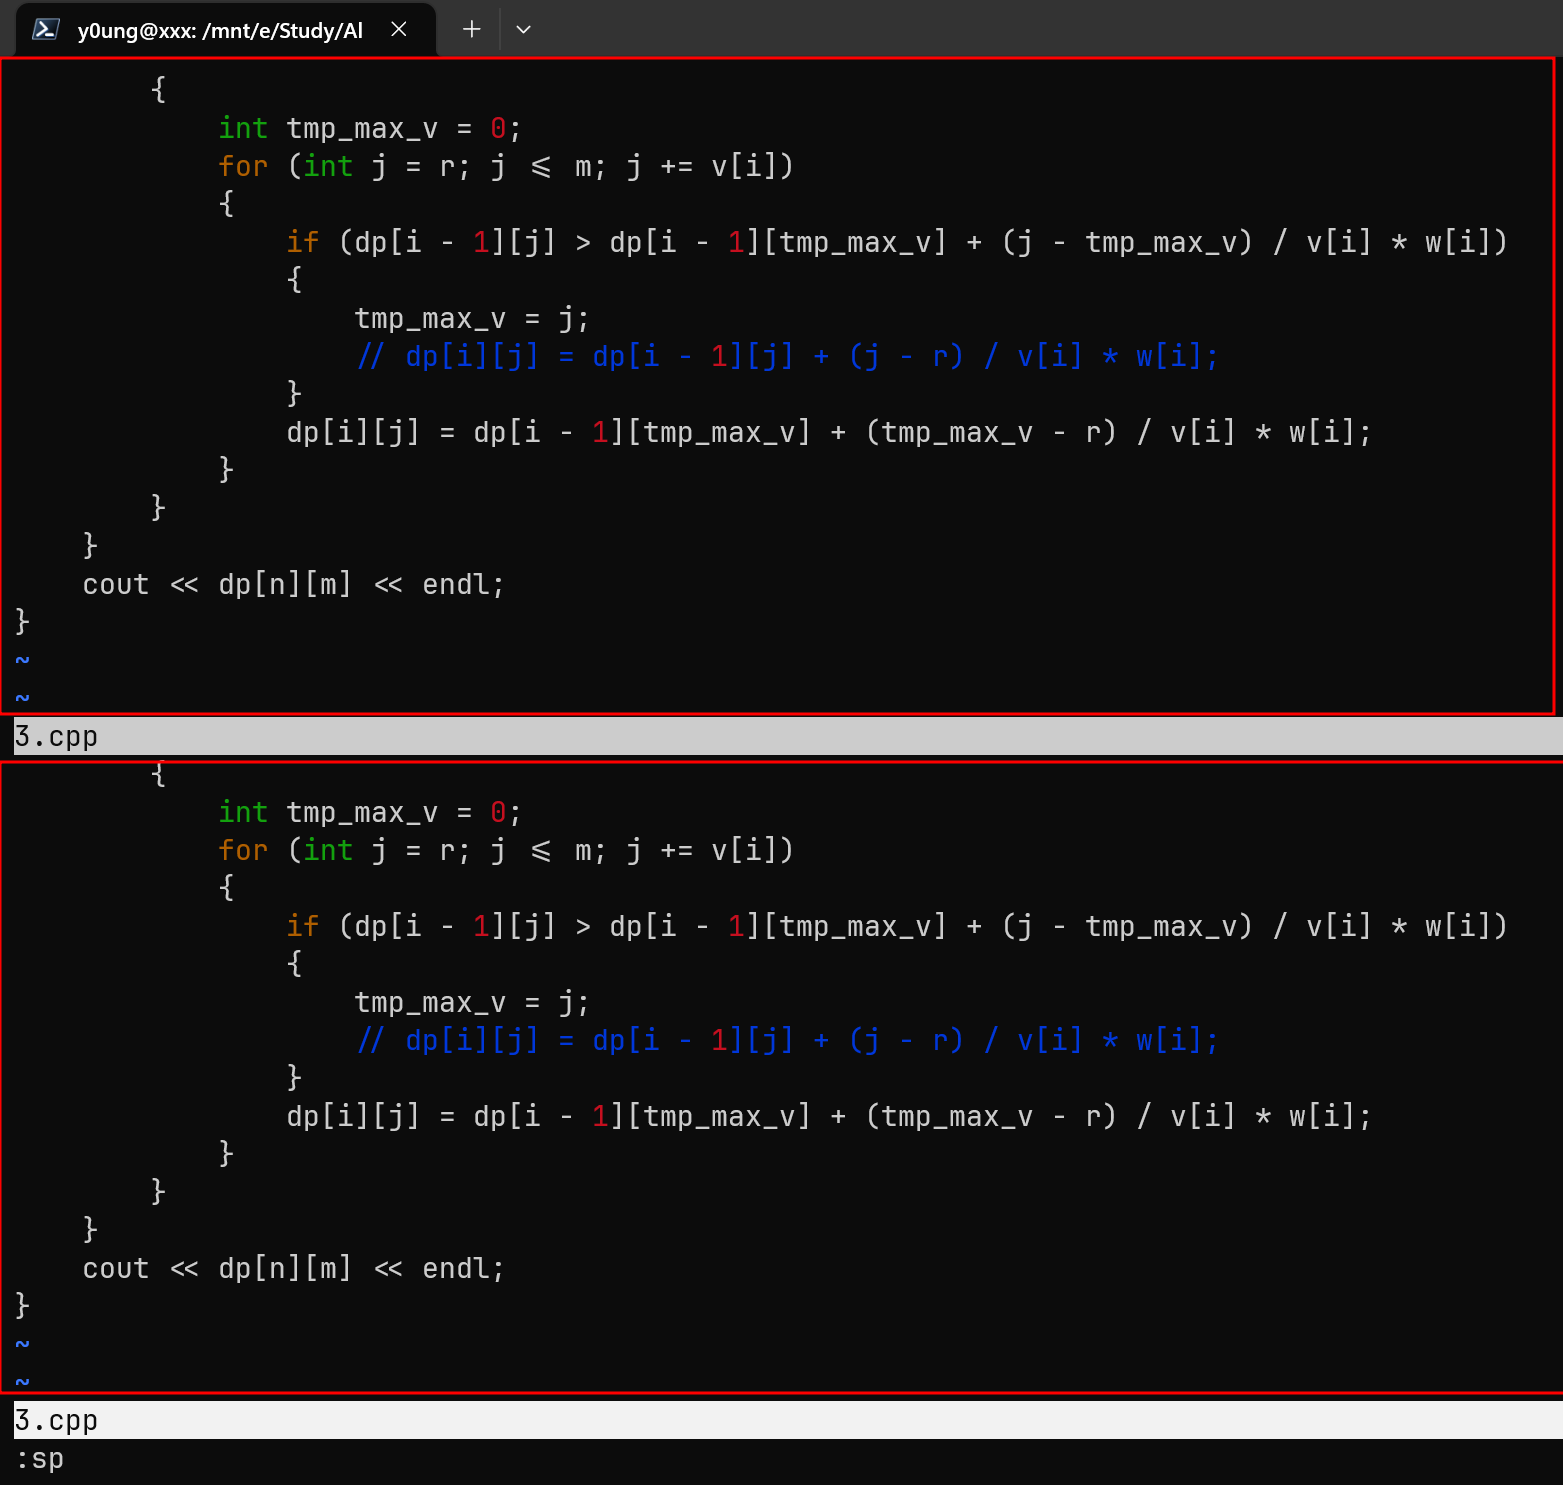 y0ung@xxx: /mnt/e/Study/Al
{
int tmp_max_v = 0;
for (int j = r; j <= m; j += v[i])
{
if (dp[i - 1][j] > dp[i - 1][tmp_max_v] + (j - tmp_max_v) / v[i] * w[i])
{
tmp_max_v = j;
// dp[i][j] = dp[i - 1][j] + (j - r) / v[i] * w[i];
}
dp[i][j] = dp[i - 1][tmp_max_v] + (tmp_max_v - r) / v[i] * w[i];
}
}
}
cout << dp[n][m] << endl;
}
~
~
3.cpp
{
int tmp_max_v = 0;
for (int j = r; j <= m; j += v[i])
{
if (dp[i - 1][j] > dp[i - 1][tmp_max_v] + (j - tmp_max_v) / v[i] * w[i])
{
tmp_max_v = j;
// dp[i][j] = dp[i - 1][j] + (j - r) / v[i] * w[i];
}
dp[i][j] = dp[i - 1][tmp_max_v] + (tmp_max_v - r) / v[i] * w[i];
}
}
}
cout << dp[n][m] << endl;
}
~
~
3.cpp
:sp